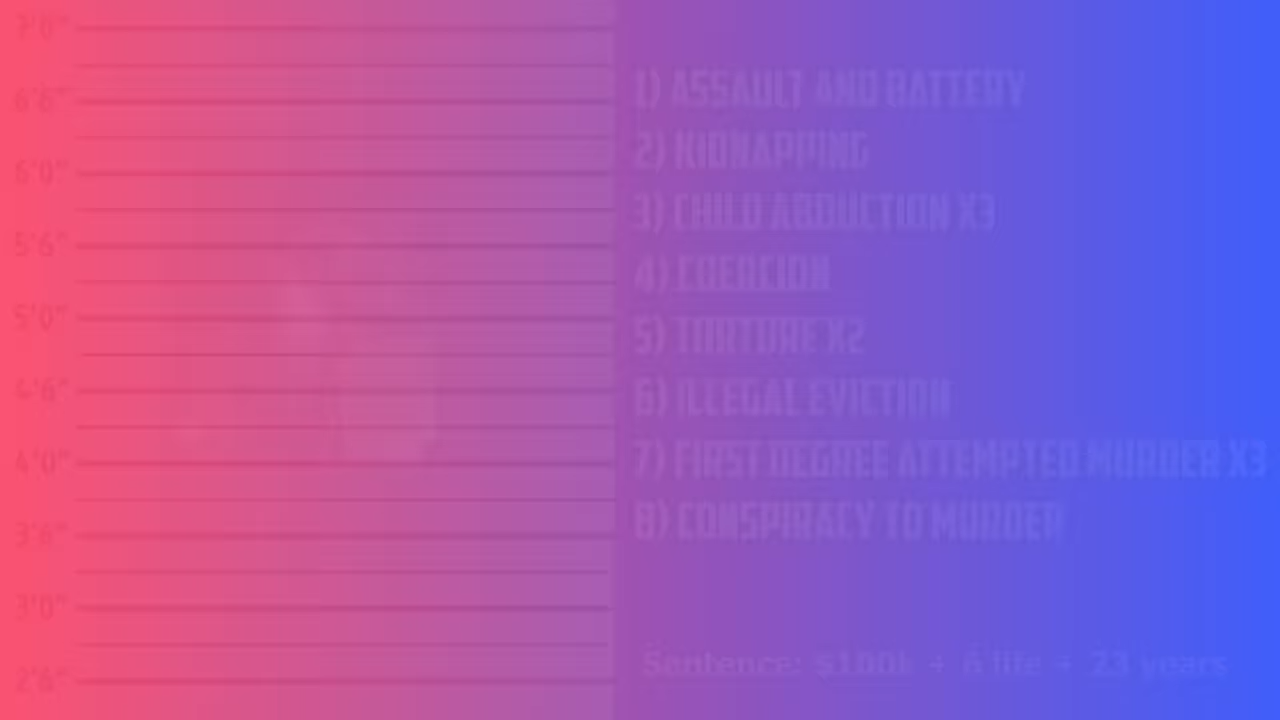 7'0"
6'6"
6'0"
5'6"
5'0"
4'6"
4'0"
3'6"
3'0"
2'6"
1) ASSAULT AND BATTERY
2) KIDNAPPING
3) CHILD ABDUCTION X3
4) COERCION
5) TORTURE X2
6) ILLEGAL EVICTION
7) FIRST DEGREE ATTEMPTED MURDER X3
8) CONSPIRACY TO MURDER
Sentence: $100k + 6 life + 23 years